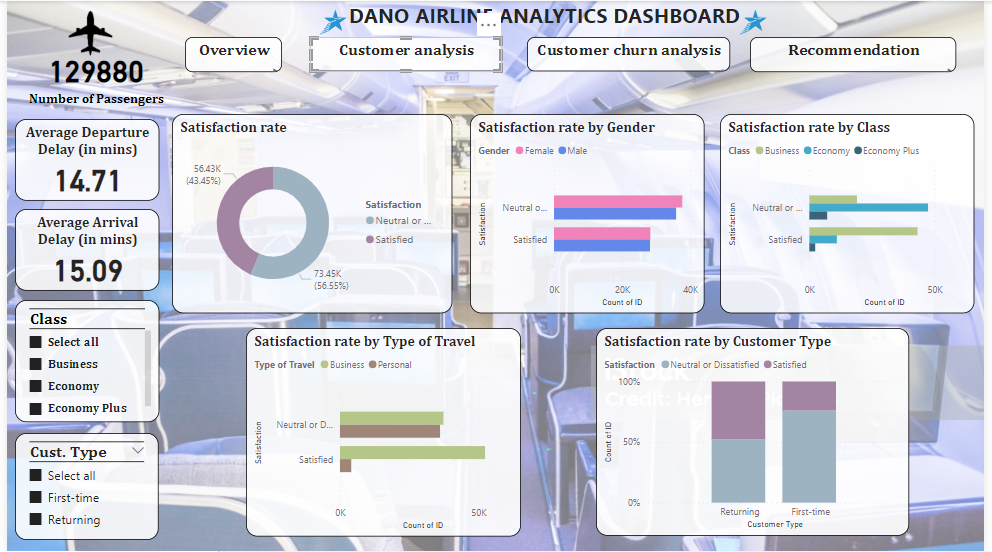 DANO AIRLINE ANALYTICS DASHBOARD
...
Overview
Customer analysis
Customer churn analysis
Recommendation
129880
Number of Passengers
Average Departure
Delay (in mins)
14.71
Average Arrival
Delay (in mins)
15.09
Class
Select all
Business
Economy
Economy Plus
Cust. Type
Select all
First-time
Returning
Satisfaction rate
56.43K
(43.45%)
73.45K
(56.55%)
Satisfaction
Neutral or ...
Satisfied
Satisfaction rate by Gender
Gender Female Male
Satisfaction
Neutral o...
Satisfied
0K 20K 40K
Count of ID
Satisfaction rate by Class
Class Business Economy Economy Plus
Satisfaction
Neutral or ...
Satisfied
0K 50K
Count of ID
Satisfaction rate by Type of Travel
Type of Travel Business Personal
Satisfaction
Neutral or D...
Satisfied
0K 50K
Count of ID
Satisfaction rate by Customer Type
Satisfaction Neutral or Dissatisfied Satisfied
Count of ID
100%
50%
0%
Returning First-time
Customer Type
Credit: